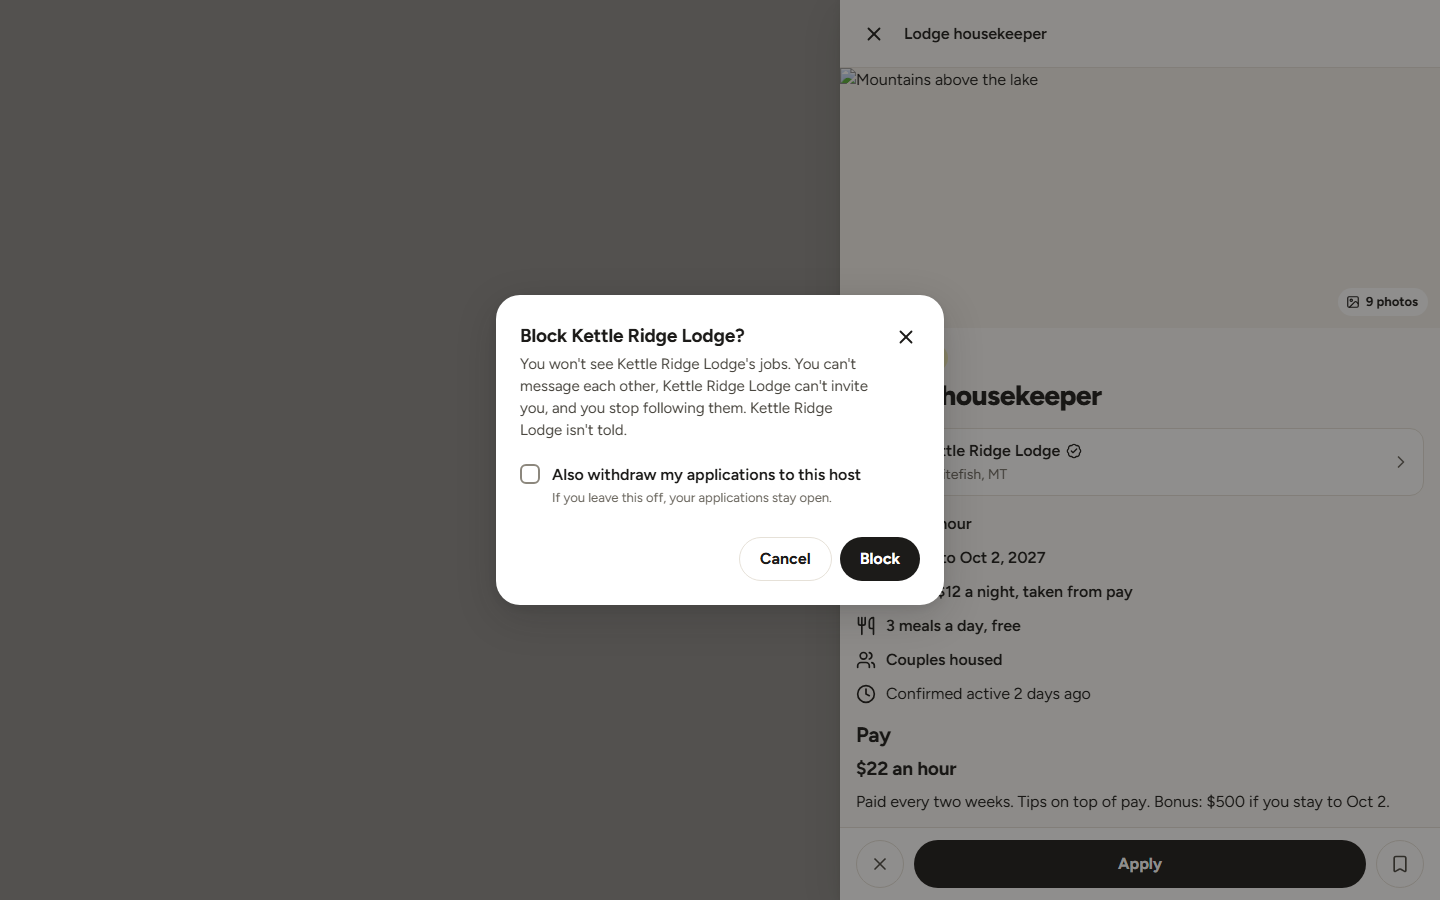 Lodge housekeeper
Mountains above the lake
9 photos
housekeeper
Block Kettle Ridge Lodge?
You won't see Kettle Ridge Lodge's jobs. You can't
message each other, Kettle Ridge Lodge can't invite
you, and you stop following them. Kettle Ridge
Lodge isn't told.
Also withdraw my applications to this host
If you leave this off, your applications stay open.
Cancel
Block
Ridge Lodge
MT
to Oct 2, 2027
$12 a night, taken from pay
3 meals a day, free
Couples housed
Confirmed active 2 days ago
Pay
$22 an hour
Paid every two weeks. Tips on top of pay. Bonus: $500 if you stay to Oct 2.
Apply